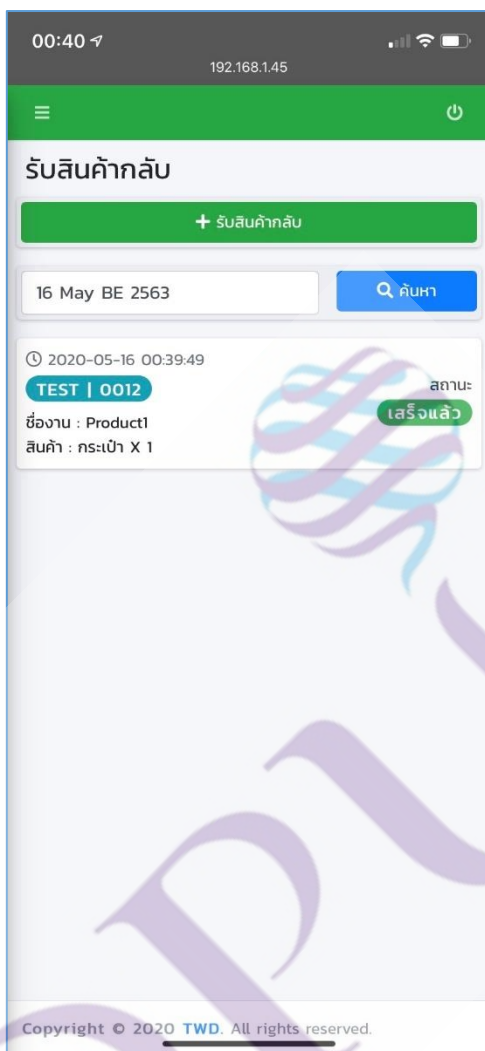 00:40
192.168.1.45
รับสินค้ากลับ
+ รับสินค้ากลับ
16 May BE 2563
ค้นหา
2020-05-16 00:39:49
TEST | 0012
สถานะ
เสร็จแล้ว
ชื่องาน : Product1
สินค้า : กระเป๋า X 1
Copyright © 2020 TWD. All rights reserved.